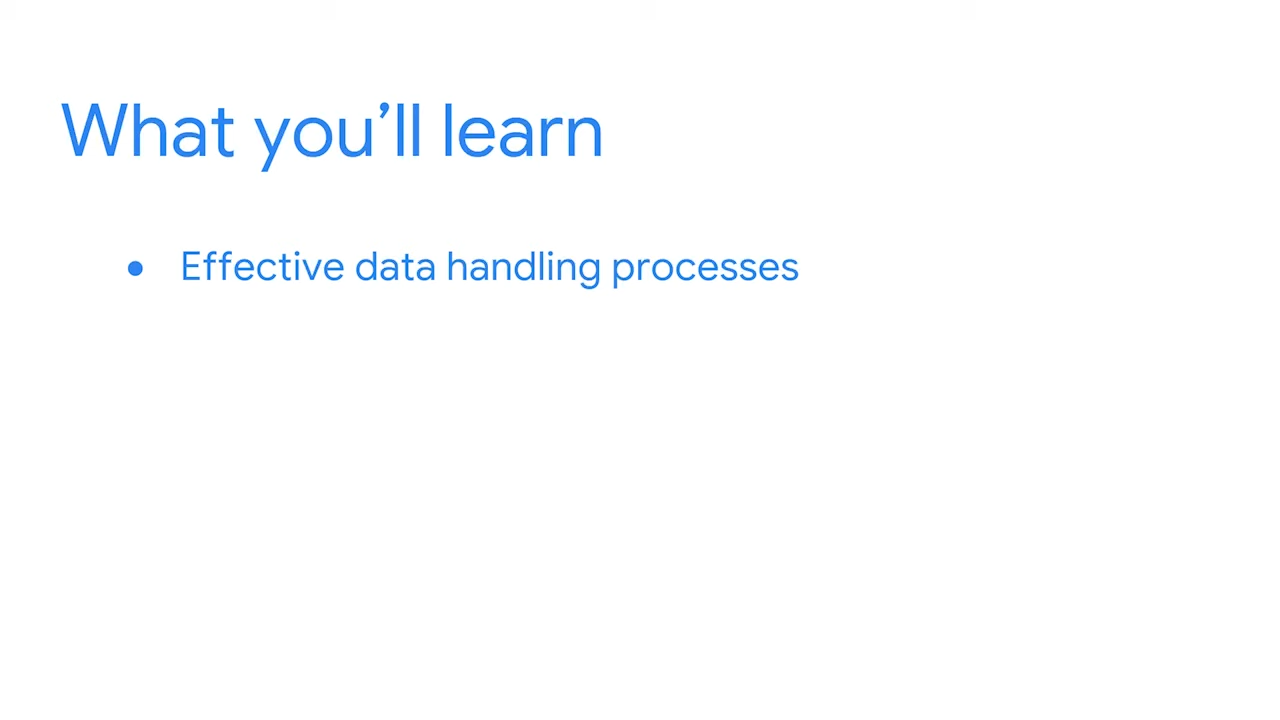 What you’ll learn
● Effective data handling processes